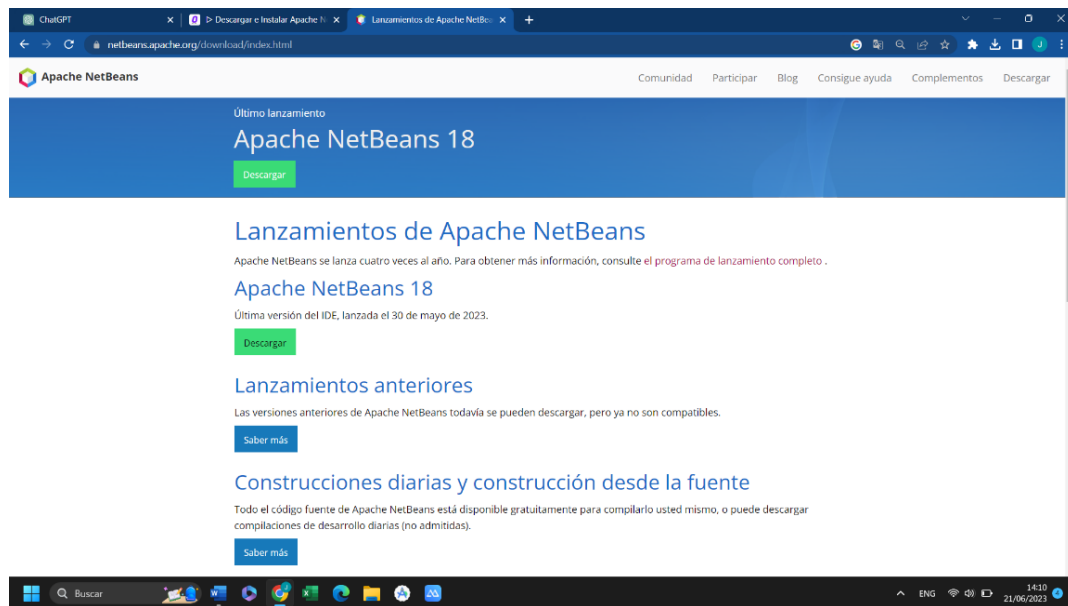 ChatGPT
Descargar e Instalar Apache N
Lanzamientos de Apache NetBea
netbeans.apache.org/download/index.html
Apache NetBeans
Comunidad Participar Blog Consigue ayuda Complementos Descargar
Último lanzamiento
Apache NetBeans 18
Descargar
Lanzamientos de Apache NetBeans
Apache NetBeans se lanza cuatro veces al año. Para obtener más información, consulte el programa de lanzamiento completo .
Apache NetBeans 18
Última versión del IDE, lanzada el 30 de mayo de 2023.
Descargar
Lanzamientos anteriores
Las versiones anteriores de Apache NetBeans todavía se pueden descargar, pero ya no son compatibles.
Saber más
Construcciones diarias y construcción desde la fuente
Todo el código fuente de Apache NetBeans está disponible gratuitamente para compilarlo usted mismo, o puede descargar
compilaciones de desarrollo diarias (no admitidas).
Saber más
Buscar
ENG
14:10
21/06/2023